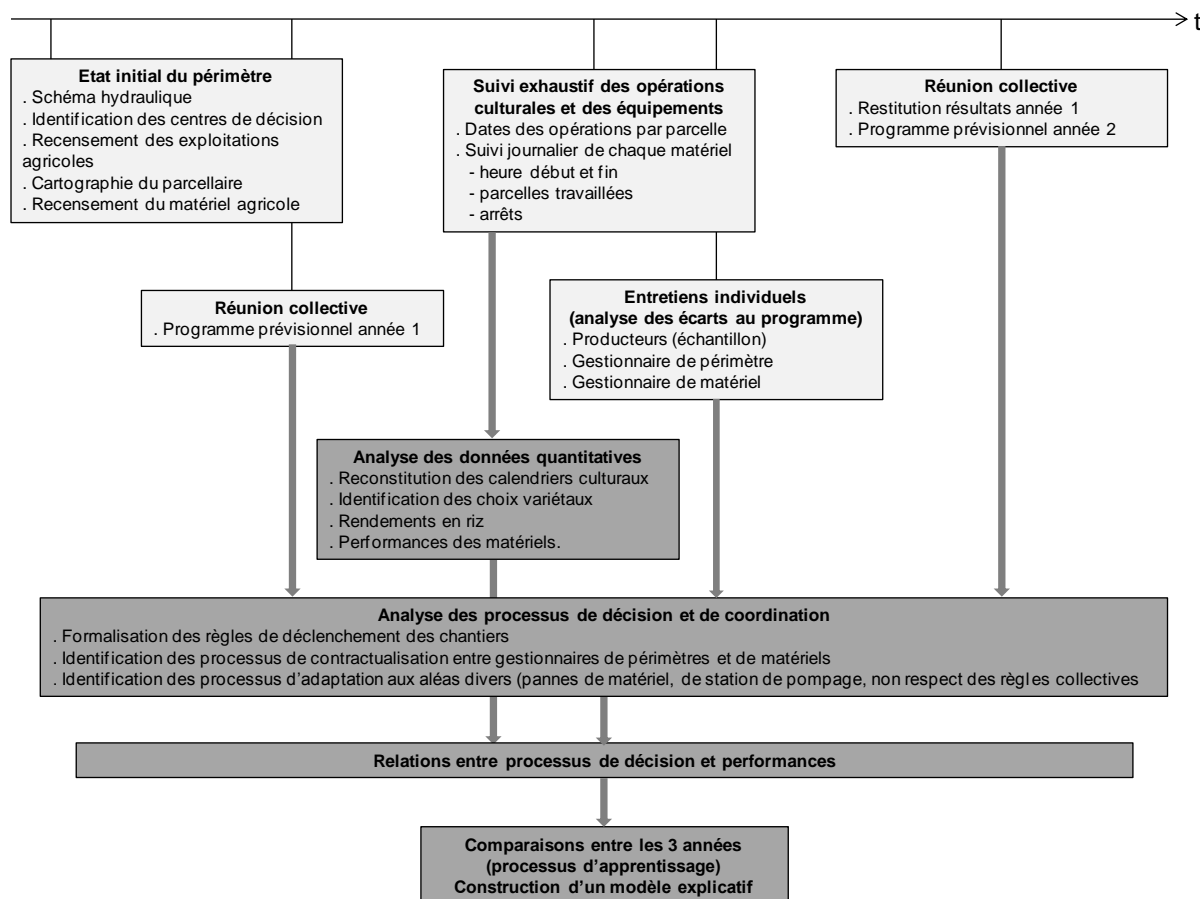 t
Etat initial du périmètre
. Schéma hydraulique
. Identification des centres de décision
. Recensement des exploitations
agricoles
. Cartographie du parcellaire
. Recensement du matériel agricole
Suivi exhaustif des opérations
culturales et des équipements
. Dates des opérations par parcelle
. Suivi journalier de chaque matériel
- heure début et fin
- parcelles travaillées
- arrêts
Réunion collective
. Restitution résultats année 1
. Programme prévisionnel année 2
Réunion collective
. Programme prévisionnel année 1
Entretiens individuels
(analyse des écarts au programme)
. Producteurs (échantillon)
. Gestionnaire de périmètre
. Gestionnaire de matériel
Analyse des données quantitatives
. Reconstitution des calendriers culturaux
. Identification des choix variétaux
. Rendements en riz
. Performances des matériels.
Analyse des processus de décision et de coordination
. Formalisation des règles de déclenchement des chantiers
. Identification des processus de contractualisation entre gestionnaires de périmètres et de matériels
. Identification des processus d'adaptation aux aléas divers (pannes de matériel, de station de pompage, non respect des règles collectives
Relations entre processus de décision et performances
Comparaisons entre les 3 années
(processus d'apprentissage)
Construction d'un modèle explicatif